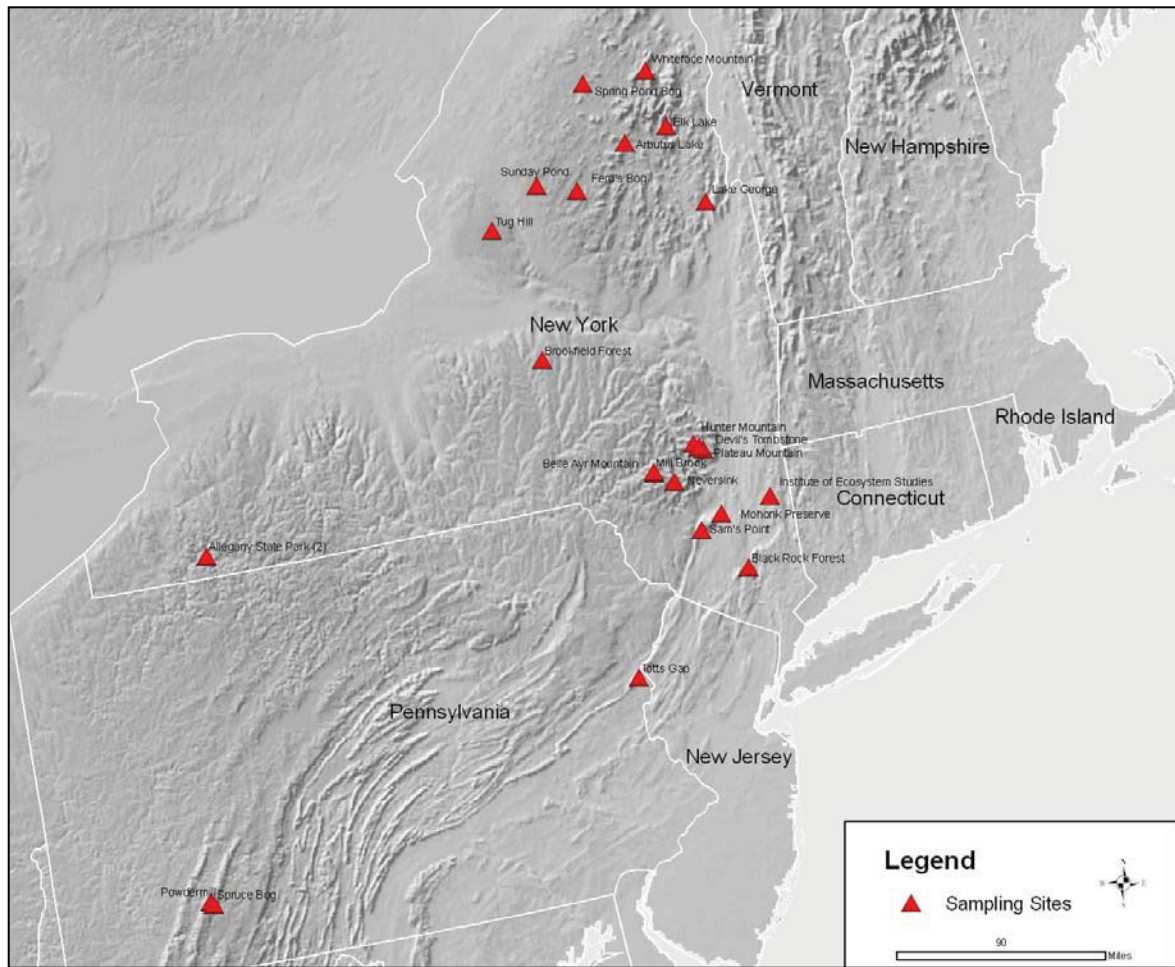 Whiteface Mountain
Spring Pond Bog
Vermont
Elk Lake
Arbutus Lake
New Hampshire
Sunday Pond
Fern's Bog
Lake George
Tug Hill
New York
Brookfield Forest
Massachusetts
Rhode Island
Hunter Mountain
Devil's Tombstone
Plateau Mountain
Belle Ayr Mountain
Mill Brook
Neversink
Institute of Ecosystem Studies
Connecticut
Mohonk Preserve
Sam's Point
Allegany State Park (2)
Black Rock Forest
Totts Gap
Pennsylvania
New Jersey
Legend
N
W E
S
Sampling Sites
90
Miles
Spruce Bog